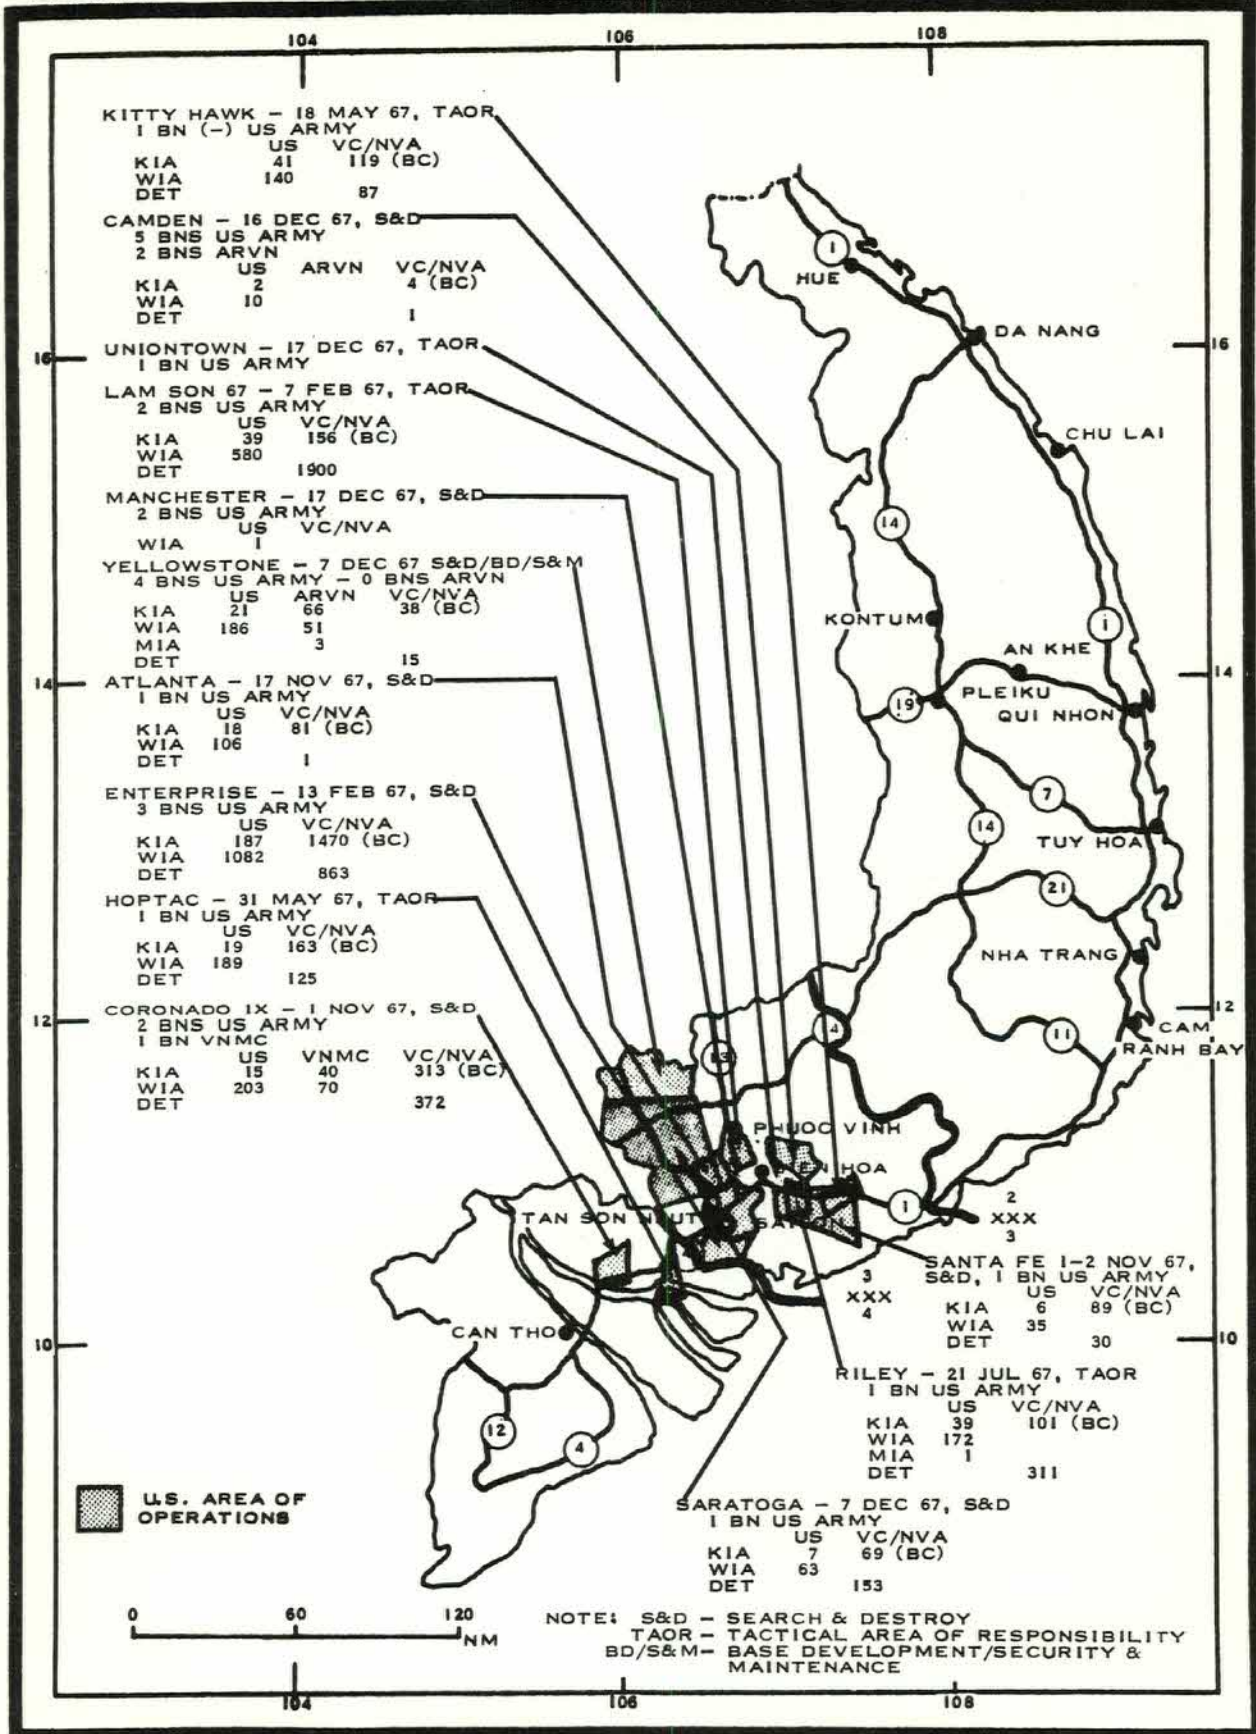 104 106 108
KITTY HAWK – 18 MAY 67, TAOR
1 BN (–) US ARMY
US VC/NVA
KIA 41 119 (BC)
WIA 140
DET 87
CAMDEN – 16 DEC 67, S&D
5 BNS US ARMY
2 BNS ARVN
US ARVN VC/NVA
KIA 2 4 (BC)
WIA 10
DET 1
UNIONTOWN – 17 DEC 67, TAOR
1 BN US ARMY
LAM SON 67 – 7 FEB 67, TAOR
2 BNS US ARMY
US VC/NVA
KIA 39 156 (BC)
WIA 580
DET 1900
MANCHESTER – 17 DEC 67, S&D
2 BNS US ARMY
US VC/NVA
WIA 1
YELLOWSTONE – 7 DEC 67 S&D/BD/S&M
4 BNS US ARMY – 0 BNS ARVN
US ARVN VC/NVA
KIA 21 66 38 (BC)
WIA 186 51
MIA 3
DET 15
ATLANTA – 17 NOV 67, S&D
1 BN US ARMY
US VC/NVA
KIA 18 81 (BC)
WIA 106
DET 1
ENTERPRISE – 13 FEB 67, S&D
3 BNS US ARMY
US VC/NVA
KIA 187 1470 (BC)
WIA 1082
DET 863
HOPTAC – 31 MAY 67, TAOR
1 BN US ARMY
US VC/NVA
KIA 19 163 (BC)
WIA 189
DET 125
CORONADO IX – 1 NOV 67, S&D
2 BNS US ARMY
1 BN VNMC
US VNMC VC/NVA
KIA 15 40 313 (BC)
WIA 203 70
DET 372
16
14
12
10
1
HUE
DA NANG
16
CHU LAI
14
KONTUM
1
AN KHE
14
19
PLEIKU
QUI NHON
7
14
TUY HOA
21
NHA TRANG
12
CAM
RANH BAY
11
13
PHUOC VINH
BIEN HOA
TAN SON NHUT
SAIGON
1
2
XXX
3
3
XXX
4
SANTA FE 1–2 NOV 67,
S&D, 1 BN US ARMY
US VC/NVA
KIA 6 89 (BC)
WIA 35
DET 30
10
CAN THO
12
4
RILEY – 21 JUL 67, TAOR
1 BN US ARMY
US VC/NVA
KIA 39 101 (BC)
WIA 172
MIA 1
DET 311
SARATOGA – 7 DEC 67, S&D
1 BN US ARMY
US VC/NVA
KIA 7 69 (BC)
WIA 63
DET 153
U.S. AREA OF
OPERATIONS
0 60 120
NM
NOTE: S&D – SEARCH & DESTROY
TAOR – TACTICAL AREA OF RESPONSIBILITY
BD/S&M – BASE DEVELOPMENT/SECURITY &
MAINTENANCE
104 106 108